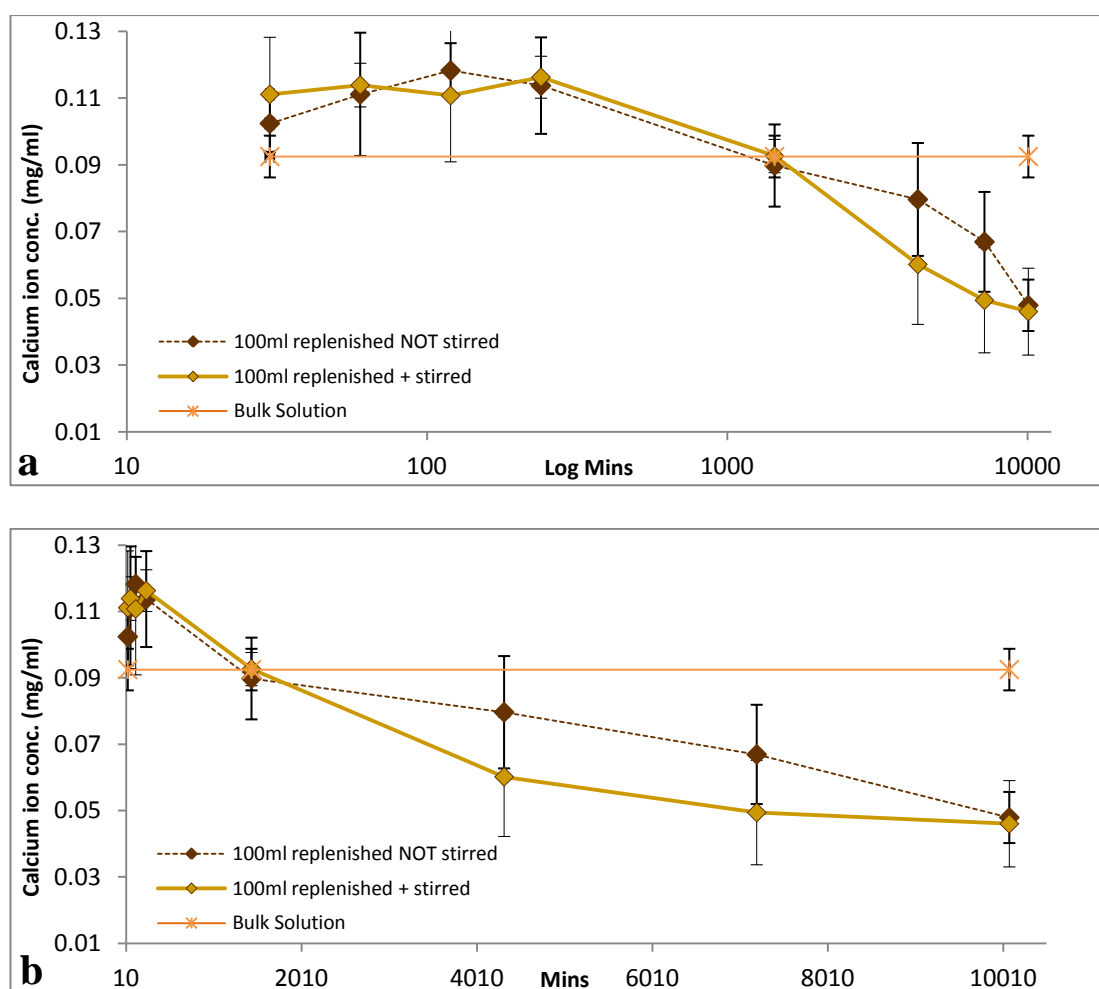 0.13
0.11
0.09
0.07
0.05
0.03
0.01
Calcium ion conc. (mg/ml)
100ml replenished NOT stirred
100ml replenished + stirred
Bulk Solution
10
100
1000
10000
Log Mins
a
0.13
0.11
0.09
0.07
0.05
0.03
0.01
Calcium ion conc. (mg/ml)
100ml replenished NOT stirred
100ml replenished + stirred
Bulk Solution
10
2010
4010
6010
8010
10010
Mins
b